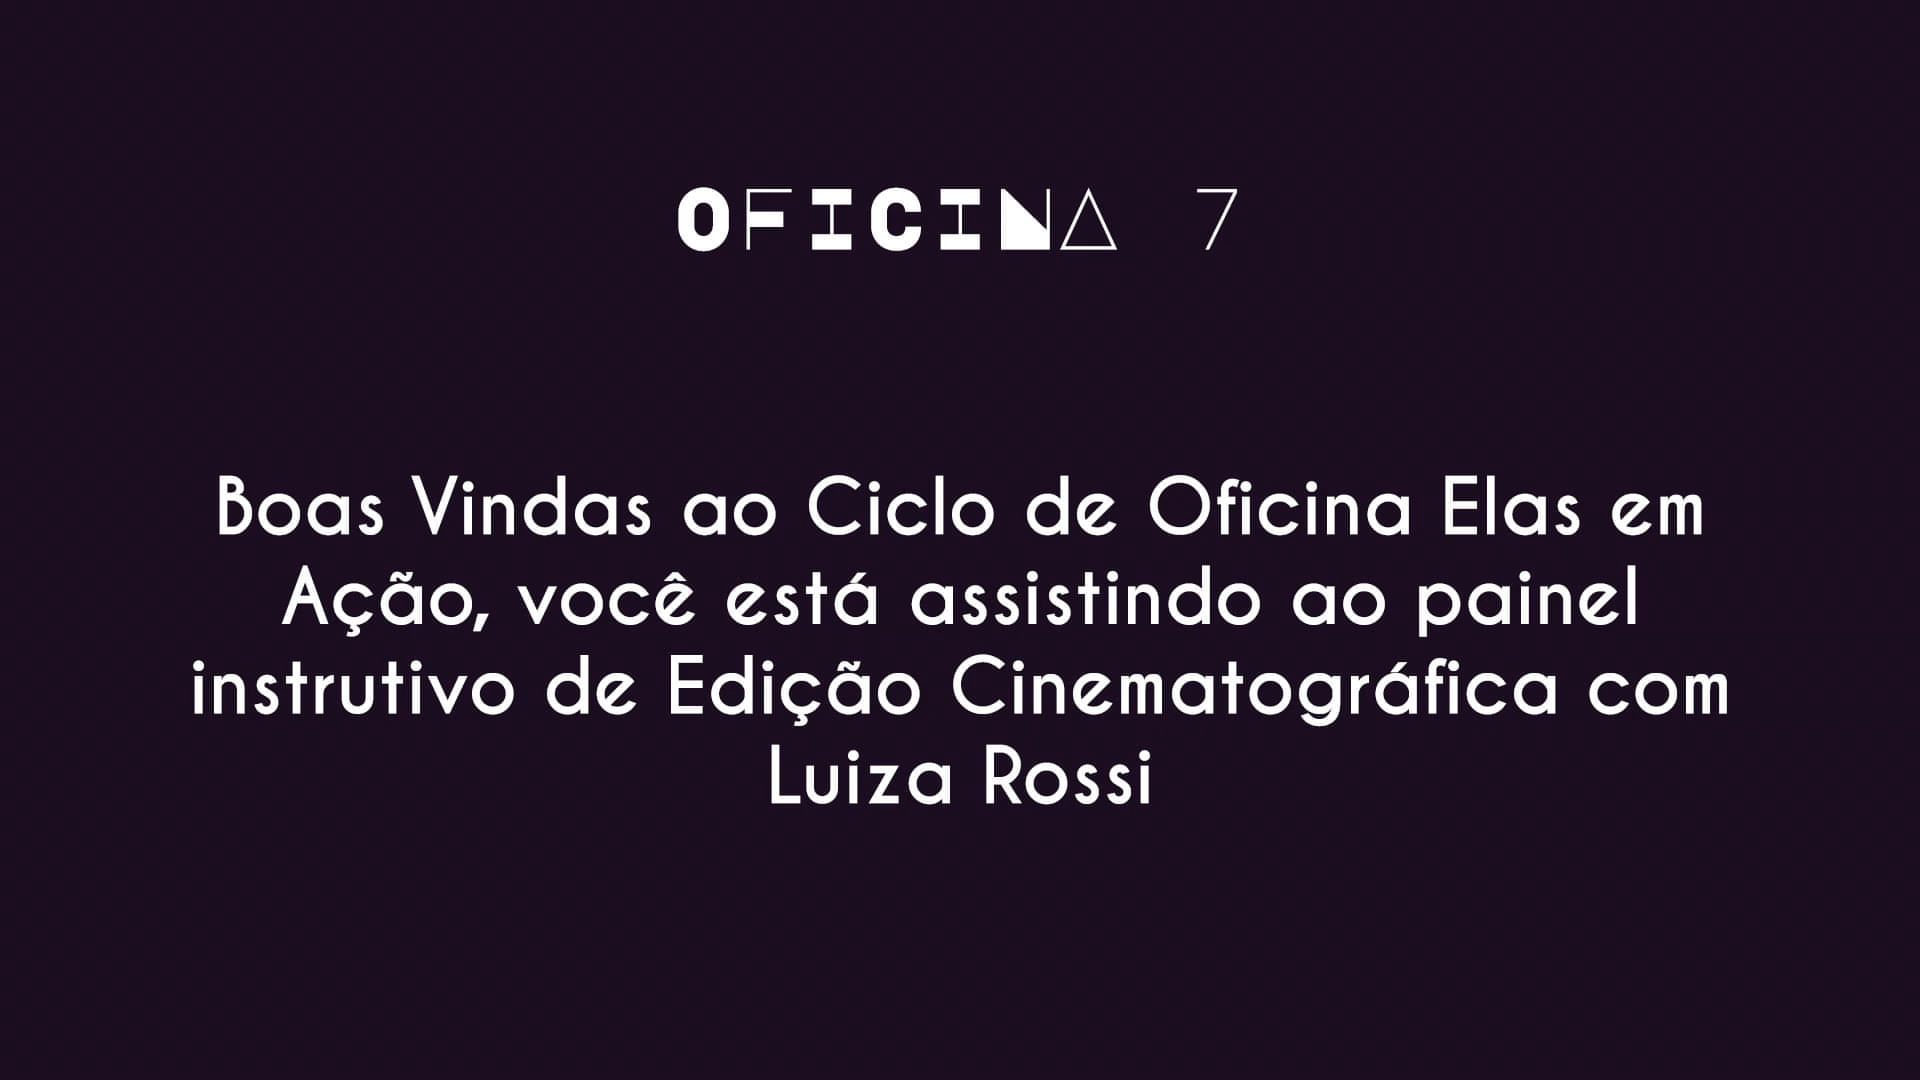 OFICINA 7
Boas Vindas ao Ciclo de Oficina Elas em
Ação, você está assistindo ao painel
instrutivo de Edição Cinematográfica com
Luiza Rossi